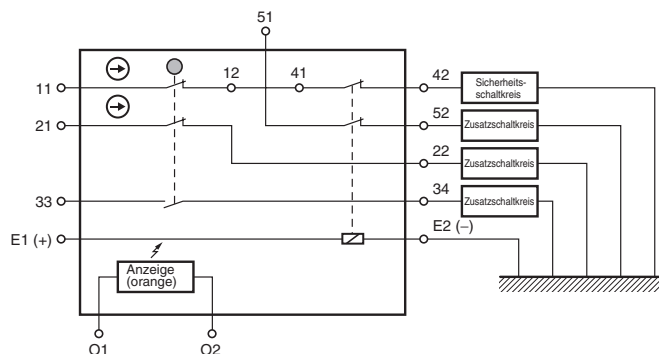 51
11
12
41
42
Sicherheits-
schaltkreis
21
52
Zusatzschaltkreis
22
Zusatzschaltkreis
33
34
Zusatzschaltkreis
E1 (+)
E2 (−)
Anzeige
(orange)
O1
O2